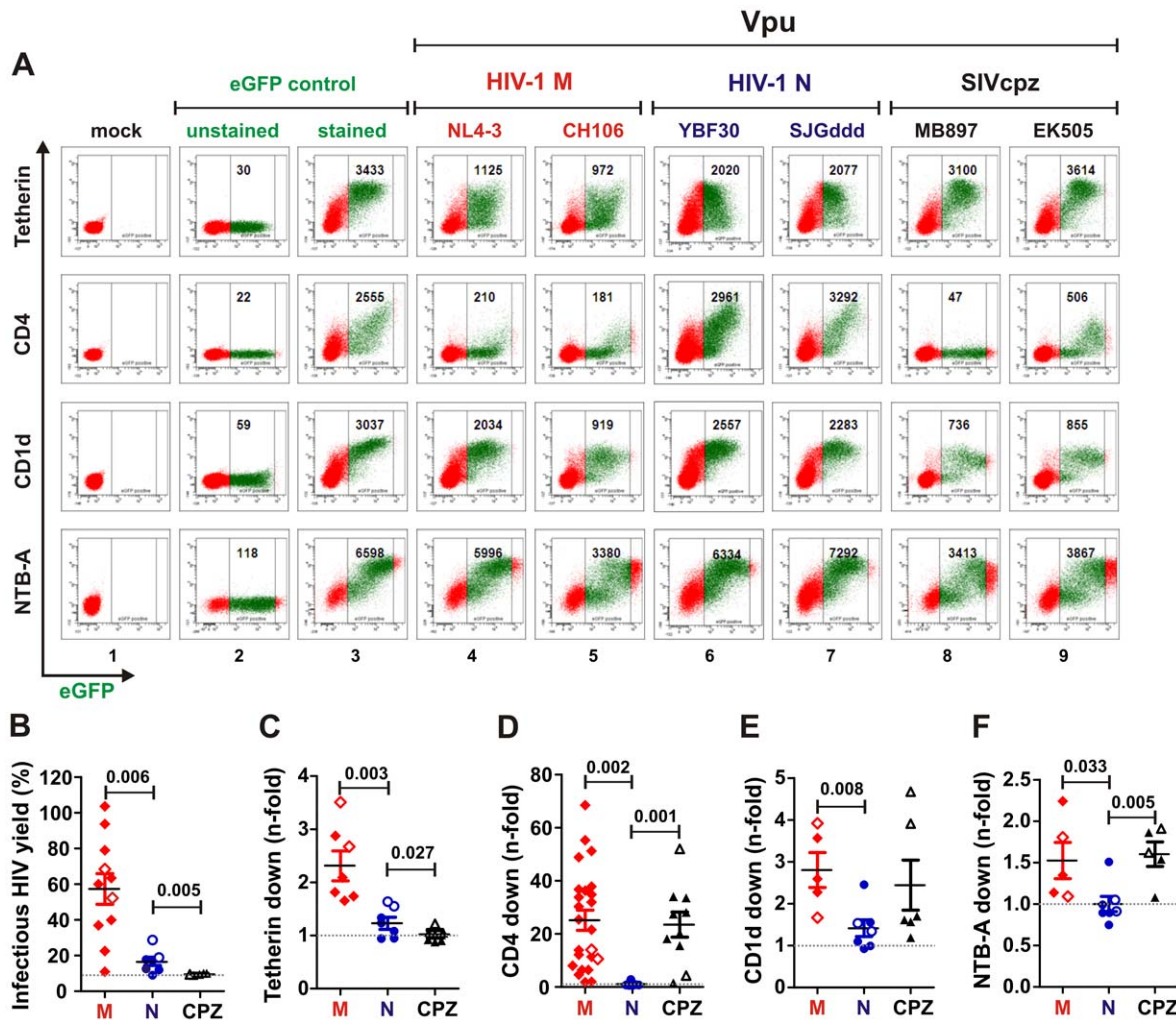 Vpu
A
eGFP control
HIV-1 M
HIV-1 N
SIVcpz
mock unstained stained NL4-3 CH106 YBF30 SJGddd MB897 EK505
Tetherin
30 3433 1125 972 2020 2077 3100 3614
CD4
22 2555 210 181 2961 3292 47 506
CD1d
59 3037 2034 919 2557 2283 736 855
NTB-A
118 6598 5996 3380 6334 7292 3413 3867
eGFP positive
1 2 3 4 5 6 7 8 9
eGFP
B
Infectious HIV yield (%)
0.006
0.005
120
100
80
60
40
20
0
M N CPZ
C
Tetherin down (n-fold)
0.003
0.027
4
3
2
1
0
M N CPZ
D
CD4 down (n-fold)
0.002
0.001
80
60
40
20
0
M N CPZ
E
CD1d down (n-fold)
0.008
5
4
3
2
1
0
M N CPZ
F
NTB-A down (n-fold)
0.033
0.005
2.5
2.0
1.5
1.0
0.5
0.0
M N CPZ